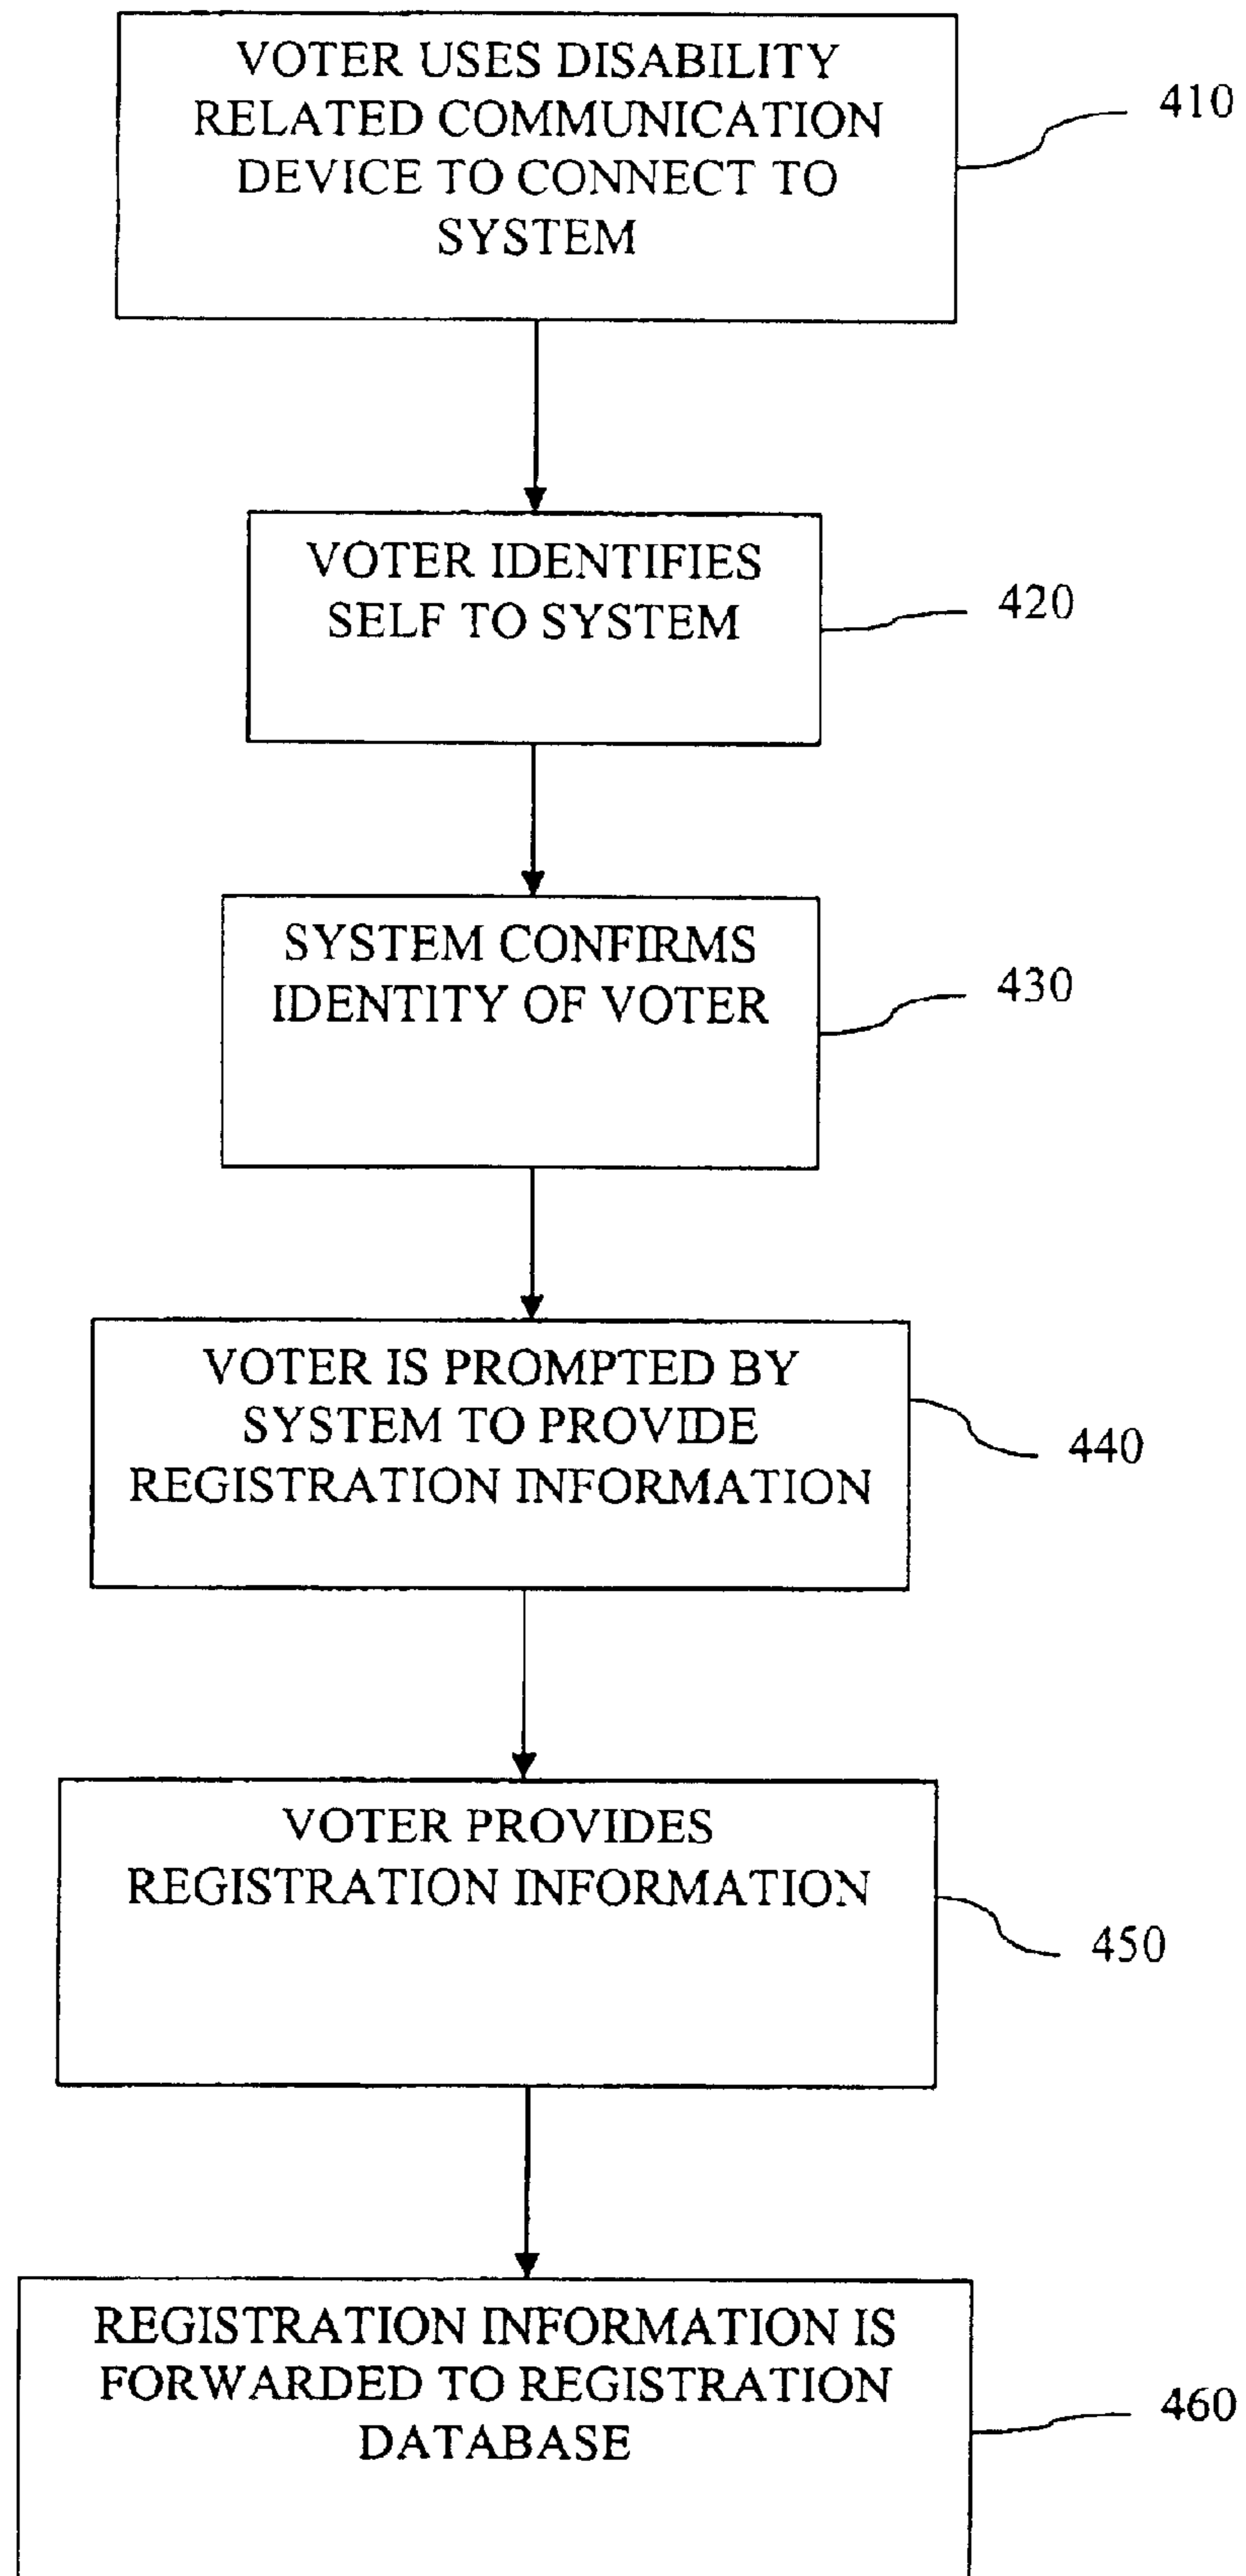 VOTER USES DISABILITY
RELATED COMMUNICATION
DEVICE TO CONNECT TO
SYSTEM
410
VOTER IDENTIFIES
SELF TO SYSTEM
420
SYSTEM CONFIRMS
IDENTITY OF VOTER
430
VOTER IS PROMPTED BY
SYSTEM TO PROVIDE
REGISTRATION INFORMATION
440
VOTER PROVIDES
REGISTRATION INFORMATION
450
REGISTRATION INFORMATION IS
FORWARDED TO REGISTRATION
DATABASE
460